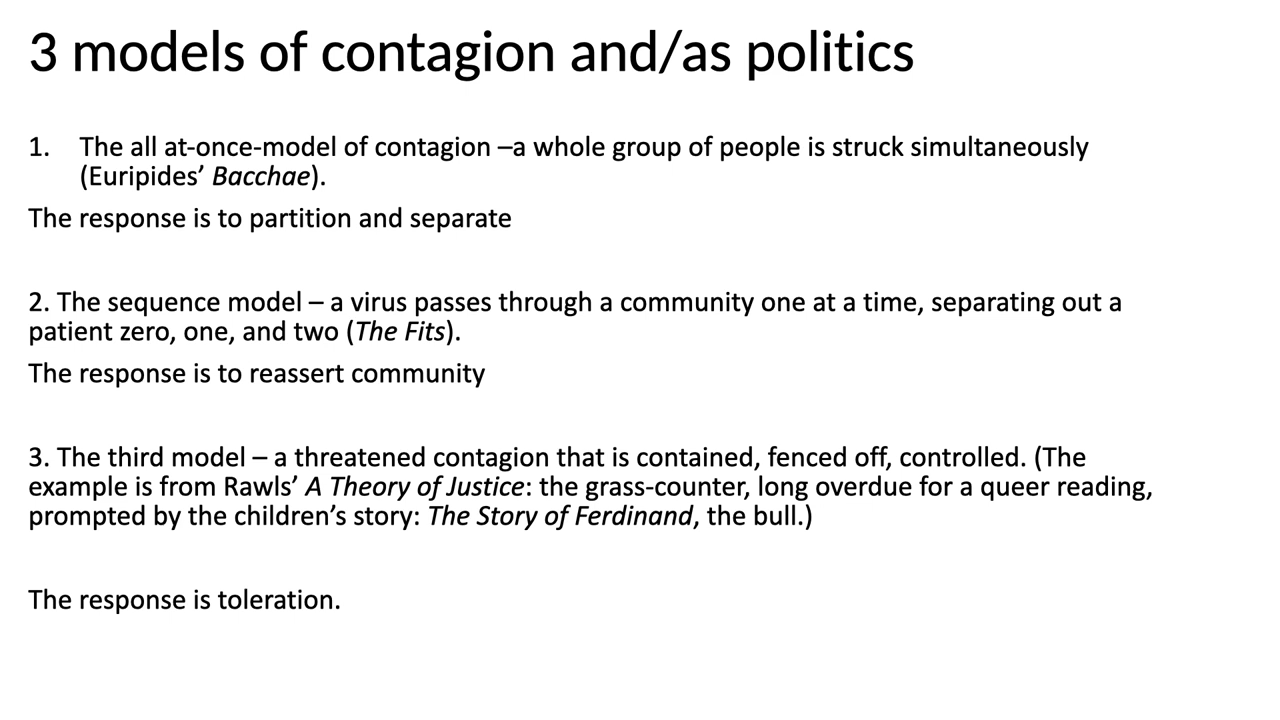 3 models of contagion and/as politics
1. The all at-once-model of contagion –a whole group of people is struck simultaneously
(Euripides’ Bacchae).
The response is to partition and separate
2. The sequence model – a virus passes through a community one at a time, separating out a
patient zero, one, and two (The Fits).
The response is to reassert community
3. The third model – a threatened contagion that is contained, fenced off, controlled. (The
example is from Rawls’ A Theory of Justice: the grass-counter, long overdue for a queer reading,
prompted by the children’s story: The Story of Ferdinand, the bull.)
The response is toleration.